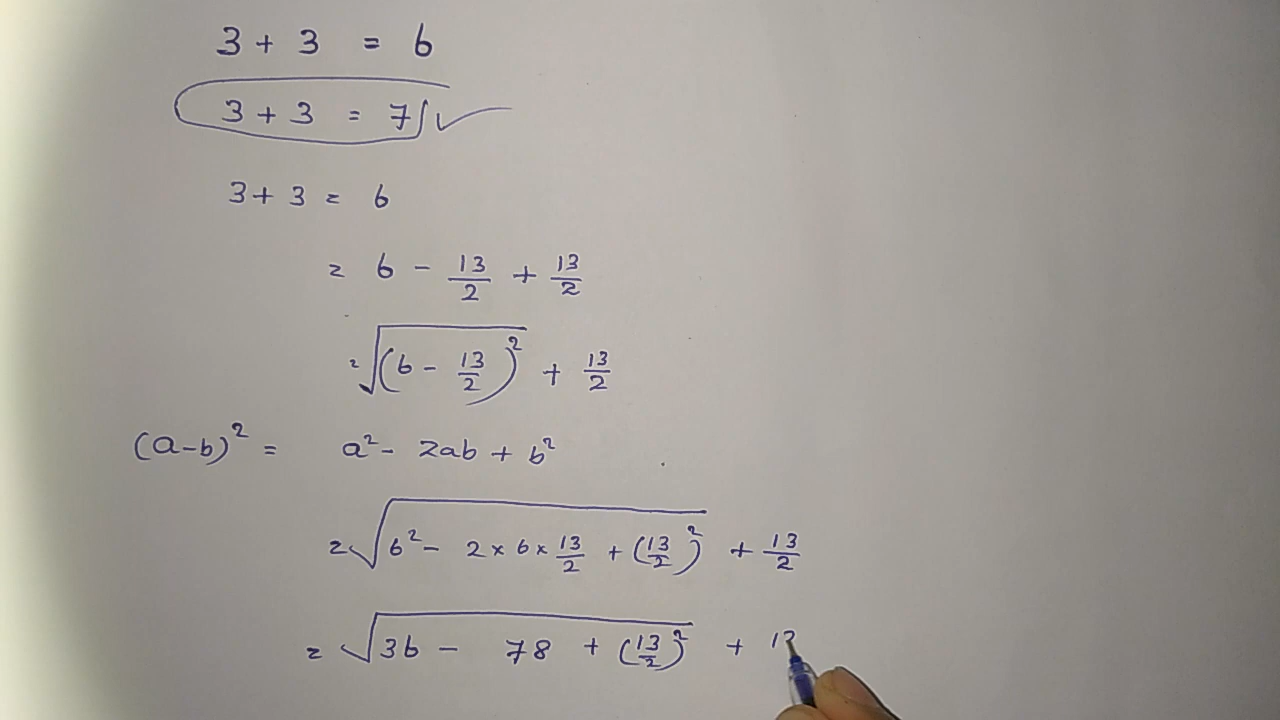 3 + 3 = 6
3 + 3 = 7 ✓
3 + 3 = 6
= 6 - 13/2 + 13/2
= √(6 - 13/2)² + 13/2
(a-b)² = a² - 2ab + b²
= √6² - 2 × 6 × 13/2 + (13/2)² + 13/2
= √36 - 78 + (13/2)² + 13